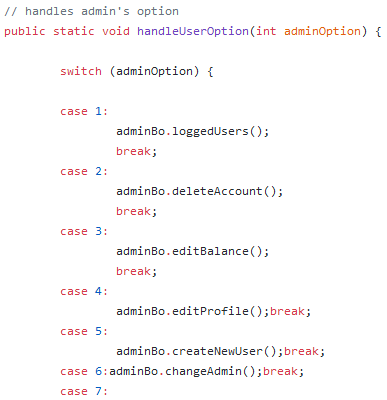 // handles admin's option
public static void handleUserOption(int adminOption) {
switch (adminOption) {
case 1:
adminBo.loggedUsers();
break;
case 2:
adminBo.deleteAccount();
break;
case 3:
adminBo.editBalance();
break;
case 4:
adminBo.editProfile();break;
case 5:
adminBo.createNewUser();break;
case 6:adminBo.changeAdmin();break;
case 7: